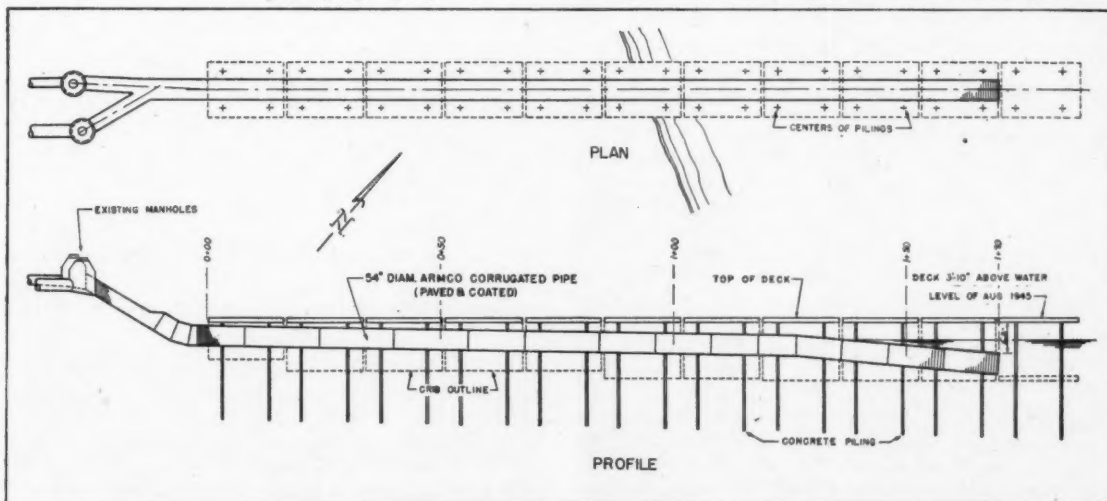 CENTERS OF PILINGS
PLAN
N
EXISTING MANHOLES
0+00
0+50
1+00
1+50
1+70
54" DIAM. ARMCO CORRUGATED PIPE
(PAVED & COATED)
TOP OF DECK
DECK 3'-10" ABOVE WATER
LEVEL OF AUG 1945
CRIB OUTLINE
CONCRETE PILING
PROFILE